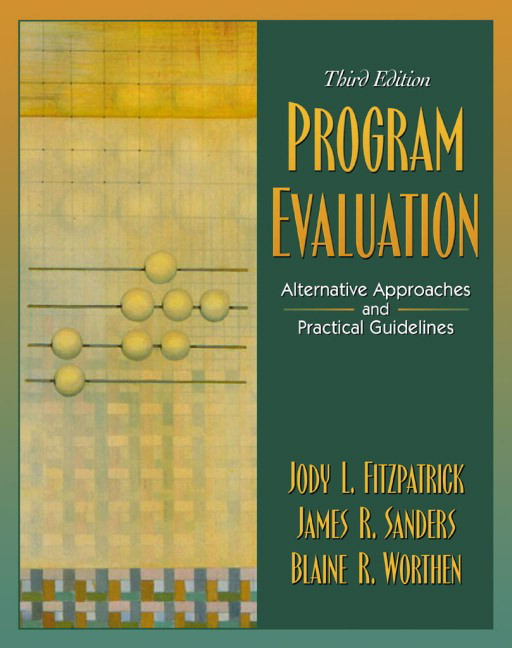 Third Edition
PROGRAM
EVALUATION
Alternative Approaches
and
Practical Guidelines
JODY L. FITZPATRICK
JAMES R. SANDERS
BLAINE R. WORTHEN